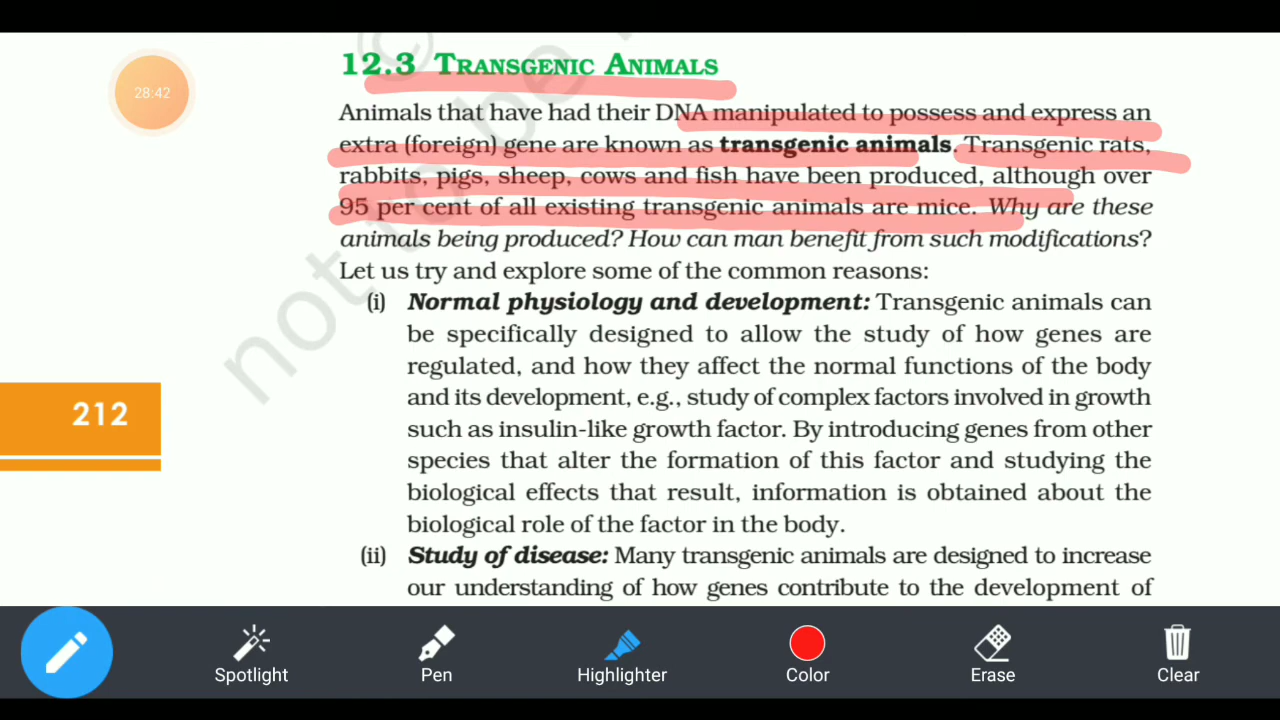 12.3 TRANSGENIC ANIMALS
28:42
Animals that have had their DNA manipulated to possess and express an
extra (foreign) gene are known as transgenic animals. Transgenic rats,
rabbits, pigs, sheep, cows and fish have been produced, although over
95 per cent of all existing transgenic animals are mice. Why are these
animals being produced? How can man benefit from such modifications?
Let us try and explore some of the common reasons:
(i) Normal physiology and development: Transgenic animals can
be specifically designed to allow the study of how genes are
regulated, and how they affect the normal functions of the body
and its development, e.g., study of complex factors involved in growth
such as insulin-like growth factor. By introducing genes from other
species that alter the formation of this factor and studying the
biological effects that result, information is obtained about the
biological role of the factor in the body.
(ii) Study of disease: Many transgenic animals are designed to increase
our understanding of how genes contribute to the development of
212
not to be
©
Spotlight
Pen
Highlighter
Color
Erase
Clear